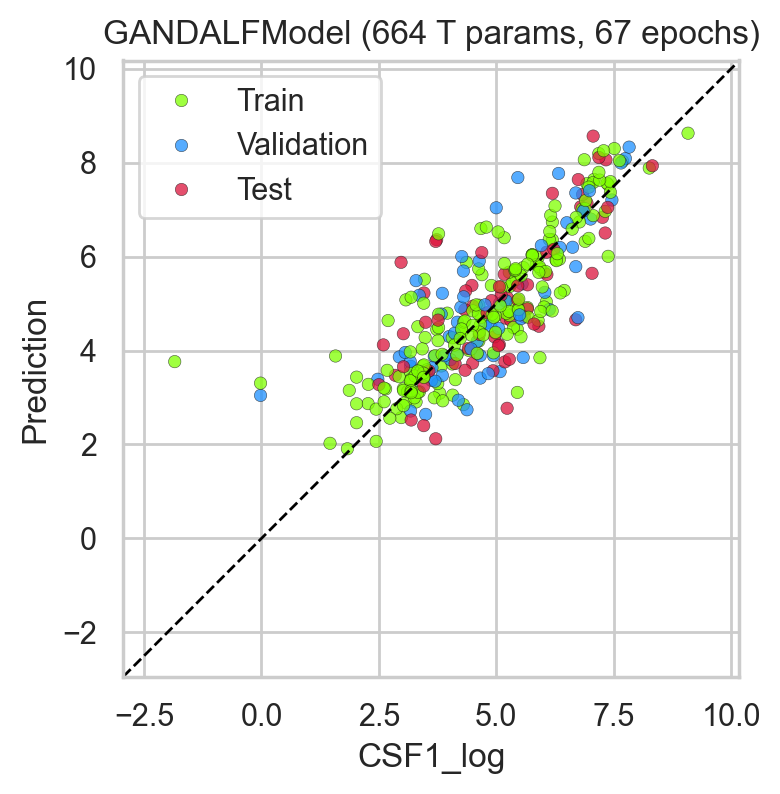 GANDALFModel (664 T params, 67 epochs)
Train
Validation
Test
10
8
6
4
2
0
−2
Prediction
−2.5 0.0 2.5 5.0 7.5 10.0
CSF1_log